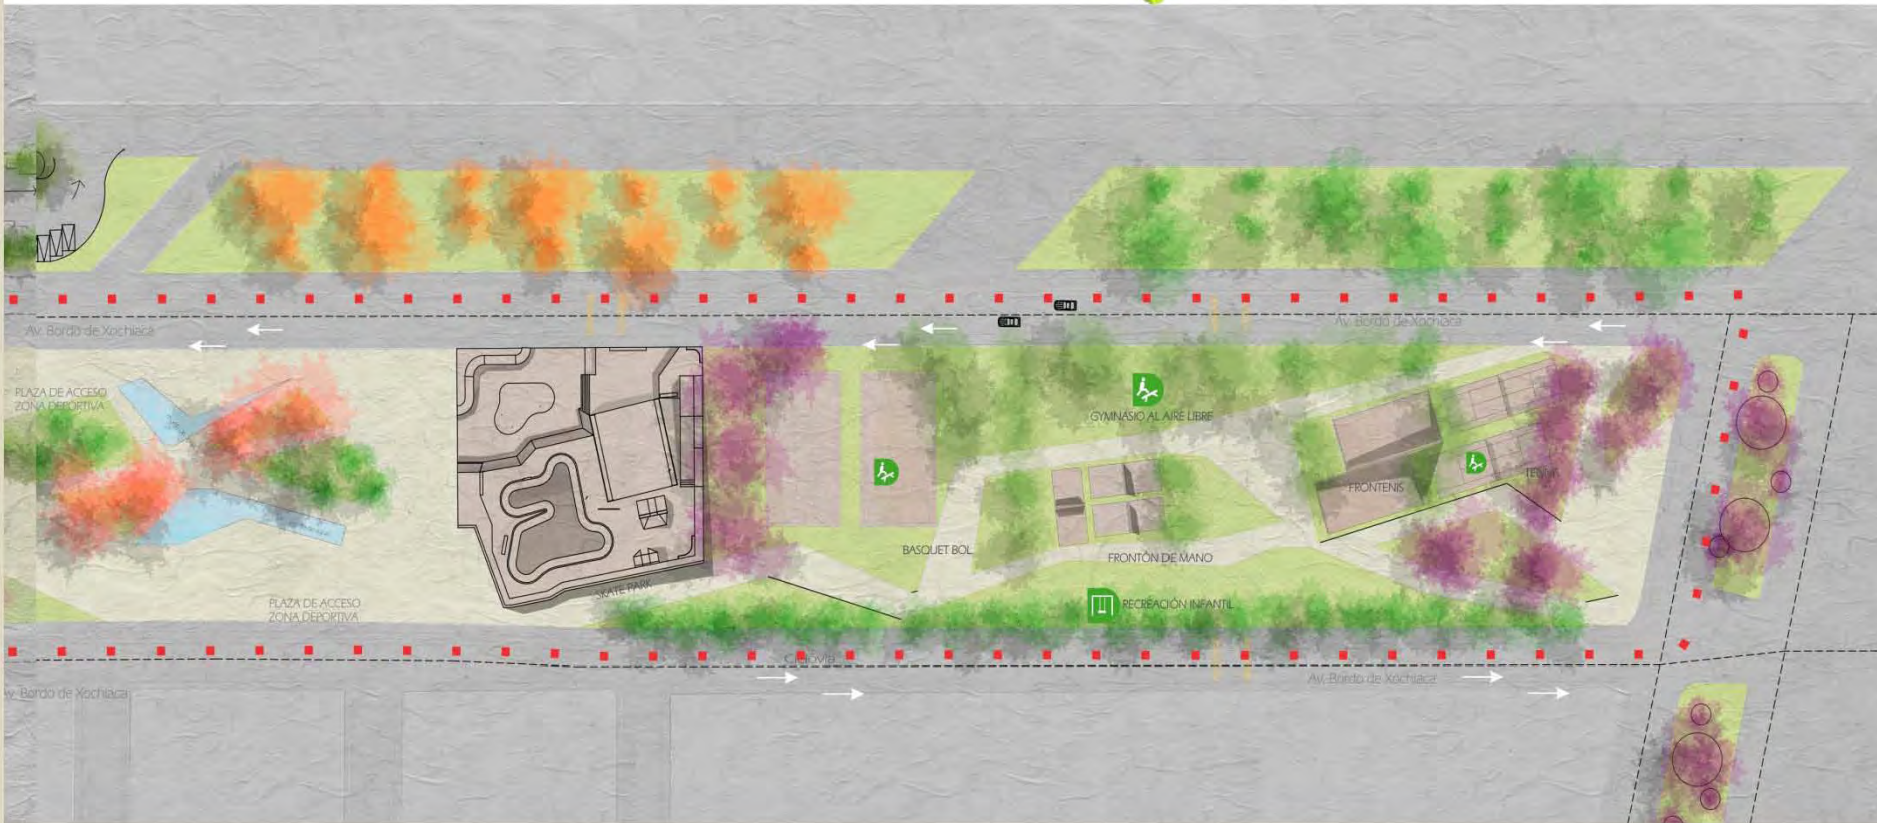 Av. Bordo de Xochiaca
Av. Bordo de Xochiaca
PLAZA DE ACCESO
ZONA DEPORTIVA
GYMNASIO AL AIRE LIBRE
FRONTENIS
BASQUET BOL
FRONTÓN DE MANO
SKATE PARK
PLAZA DE ACCESO
ZONA DEPORTIVA
RECREACIÓN INFANTIL
Ciclovía
Av. Bordo de Xochiaca
Av. Bordo de Xochiaca